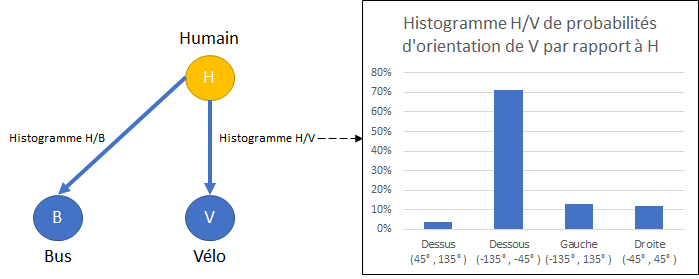 Humain
H
Histogramme H/B
Histogramme H/V
B
V
Bus
Vélo
Histogramme H/V de probabilités
d'orientation de V par rapport à H
80%
70%
60%
50%
40%
30%
20%
10%
0%
Dessus
(45° , 135° )
Dessous
(-135° , -45° )
Gauche
(-135° , 135° )
Droite
(-45° , 45° )